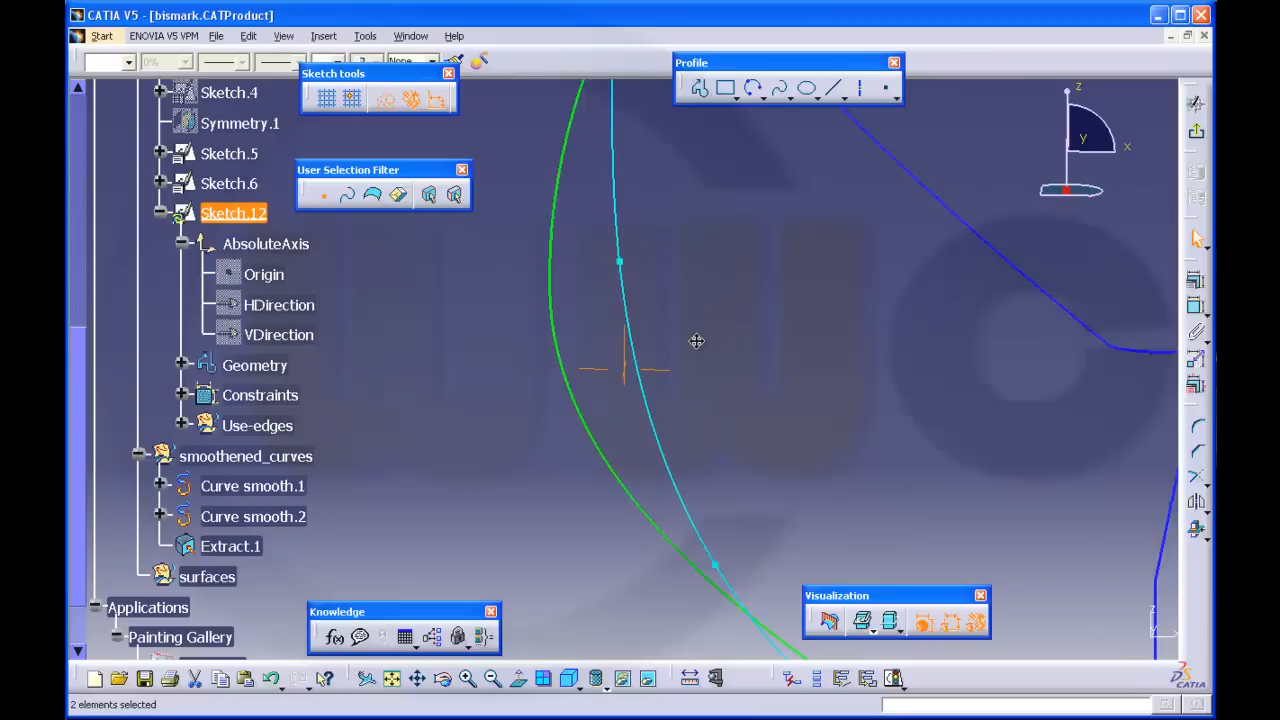 CATIA V5 - [bismark.CATProduct]
Start ENOVIA V5 VPM File Edit View Insert Tools Window Help
0% None
Sketch tools
Profile
User Selection Filter
Sketch.4
Symmetry.1
Sketch.5
Sketch.6
Sketch.12
AbsoluteAxis
Origin
HDirection
VDirection
Geometry
Constraints
Use-edges
smoothened_curves
Curve smooth.1
Curve smooth.2
Extract.1
surfaces
Applications
Painting Gallery
z
y
x
Knowledge
f(x)
Visualization
z
y
CATIA
2 elements selected